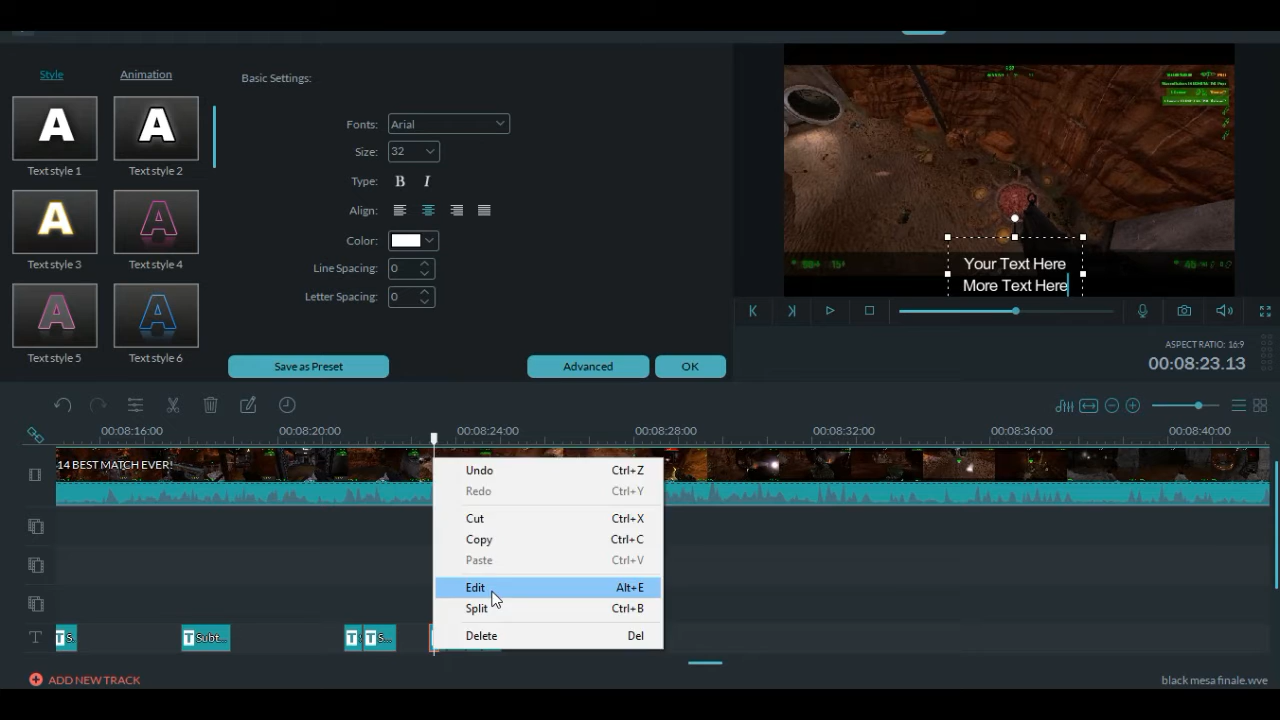 Style
Animation
Basic Settings:
Text style 1
Text style 2
Text style 3
Text style 4
Text style 5
Text style 6
Fonts: Arial
Size: 32
Type: B I
Align:
Color:
Line Spacing: 0
Letter Spacing: 0
Save as Preset
Advanced
OK
Your Text Here
More Text Here
ASPECT RATIO: 16:9
00:08:23.13
00:08:16:00
00:08:20:00
00:08:24:00
00:08:28:00
00:08:32:00
00:08:36:00
00:08:40:00
14 BEST MATCH EVER!
Undo Ctrl+Z
Redo Ctrl+Y
Cut Ctrl+X
Copy Ctrl+C
Paste Ctrl+V
Edit Alt+E
Split Ctrl+B
Delete Del
T
T S.
T Subt...
T
T S...
ADD NEW TRACK
black mesa finale.wve